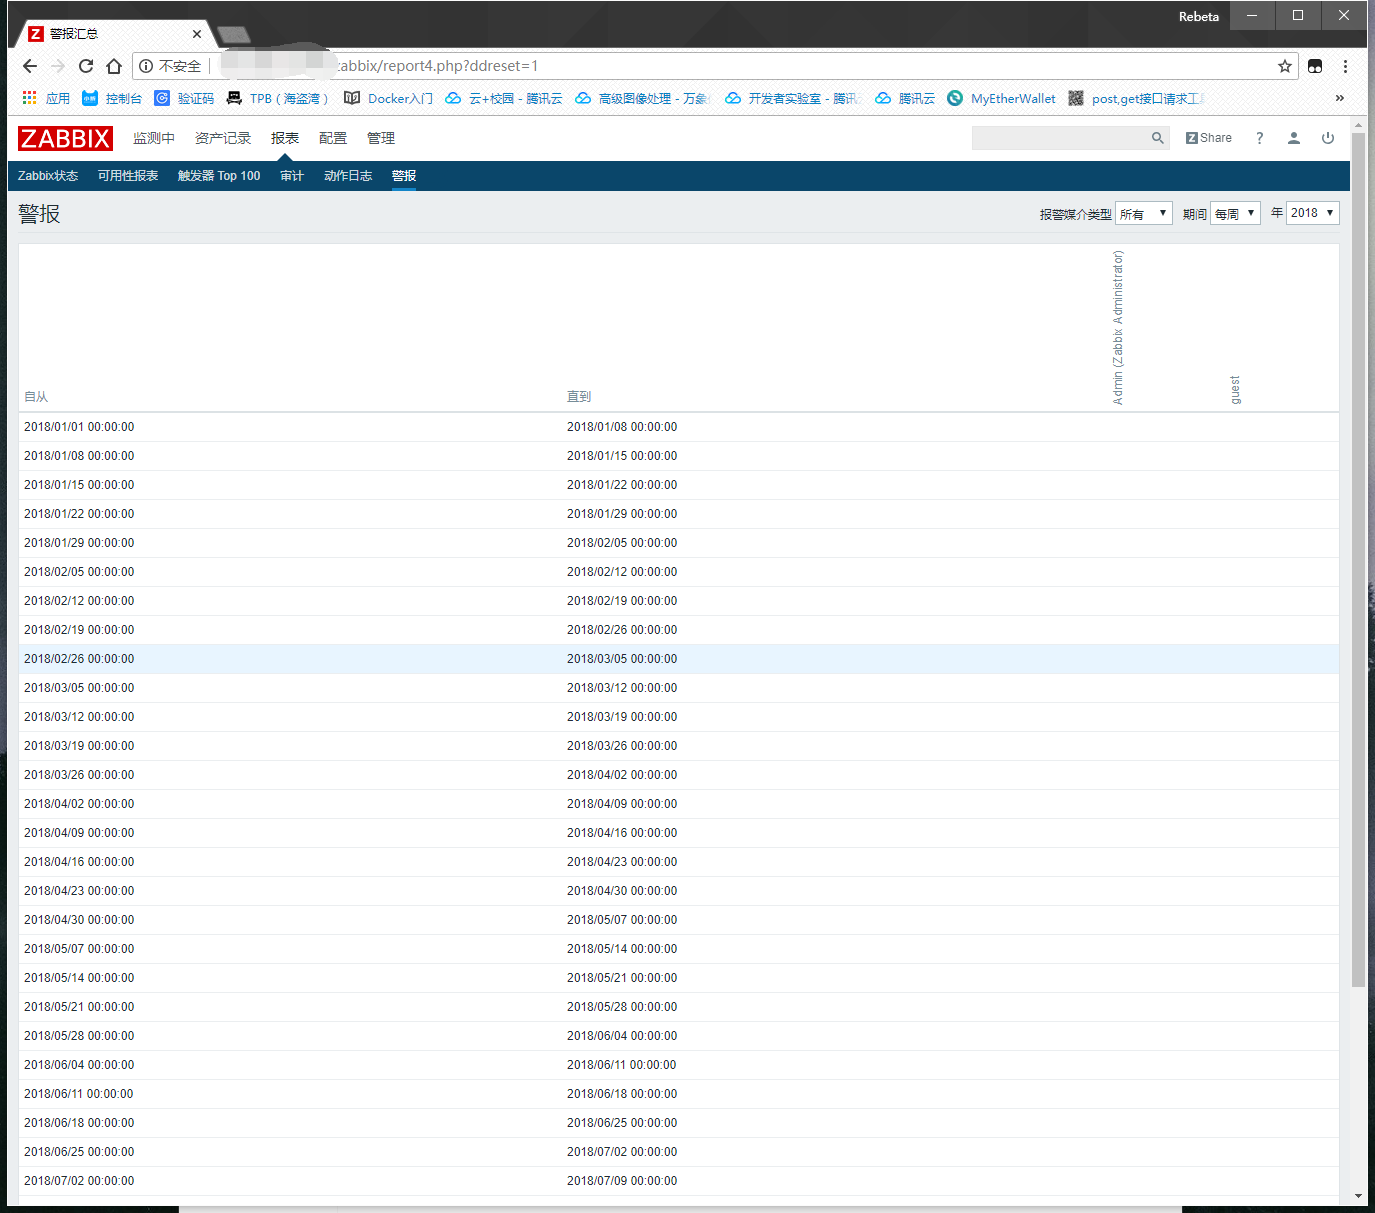 Rebeta
Z 警报汇总
不安全 zabbix/report4.php?ddreset=1
应用 控制台 验证码 TPB（海盗湾） Docker入门 云+校园 - 腾讯云 高级图像处理 - 万象 开发者实验室 - 腾讯 腾讯云 MyEtherWallet post,get接口请求工具 »
ZABBIX 监测中 资产记录 报表 配置 管理 Z Share ?
Zabbix状态 可用性报表 触发器 Top 100 审计 动作日志 警报
警报 报警媒介类型 所有 期间 每周 年 2018
自从 直到 Admin (Zabbix Administrator) guest
2018/01/01 00:00:00 2018/01/08 00:00:00
2018/01/08 00:00:00 2018/01/15 00:00:00
2018/01/15 00:00:00 2018/01/22 00:00:00
2018/01/22 00:00:00 2018/01/29 00:00:00
2018/01/29 00:00:00 2018/02/05 00:00:00
2018/02/05 00:00:00 2018/02/12 00:00:00
2018/02/12 00:00:00 2018/02/19 00:00:00
2018/02/19 00:00:00 2018/02/26 00:00:00
2018/02/26 00:00:00 2018/03/05 00:00:00
2018/03/05 00:00:00 2018/03/12 00:00:00
2018/03/12 00:00:00 2018/03/19 00:00:00
2018/03/19 00:00:00 2018/03/26 00:00:00
2018/03/26 00:00:00 2018/04/02 00:00:00
2018/04/02 00:00:00 2018/04/09 00:00:00
2018/04/09 00:00:00 2018/04/16 00:00:00
2018/04/16 00:00:00 2018/04/23 00:00:00
2018/04/23 00:00:00 2018/04/30 00:00:00
2018/04/30 00:00:00 2018/05/07 00:00:00
2018/05/07 00:00:00 2018/05/14 00:00:00
2018/05/14 00:00:00 2018/05/21 00:00:00
2018/05/21 00:00:00 2018/05/28 00:00:00
2018/05/28 00:00:00 2018/06/04 00:00:00
2018/06/04 00:00:00 2018/06/11 00:00:00
2018/06/11 00:00:00 2018/06/18 00:00:00
2018/06/18 00:00:00 2018/06/25 00:00:00
2018/06/25 00:00:00 2018/07/02 00:00:00
2018/07/02 00:00:00 2018/07/09 00:00:00